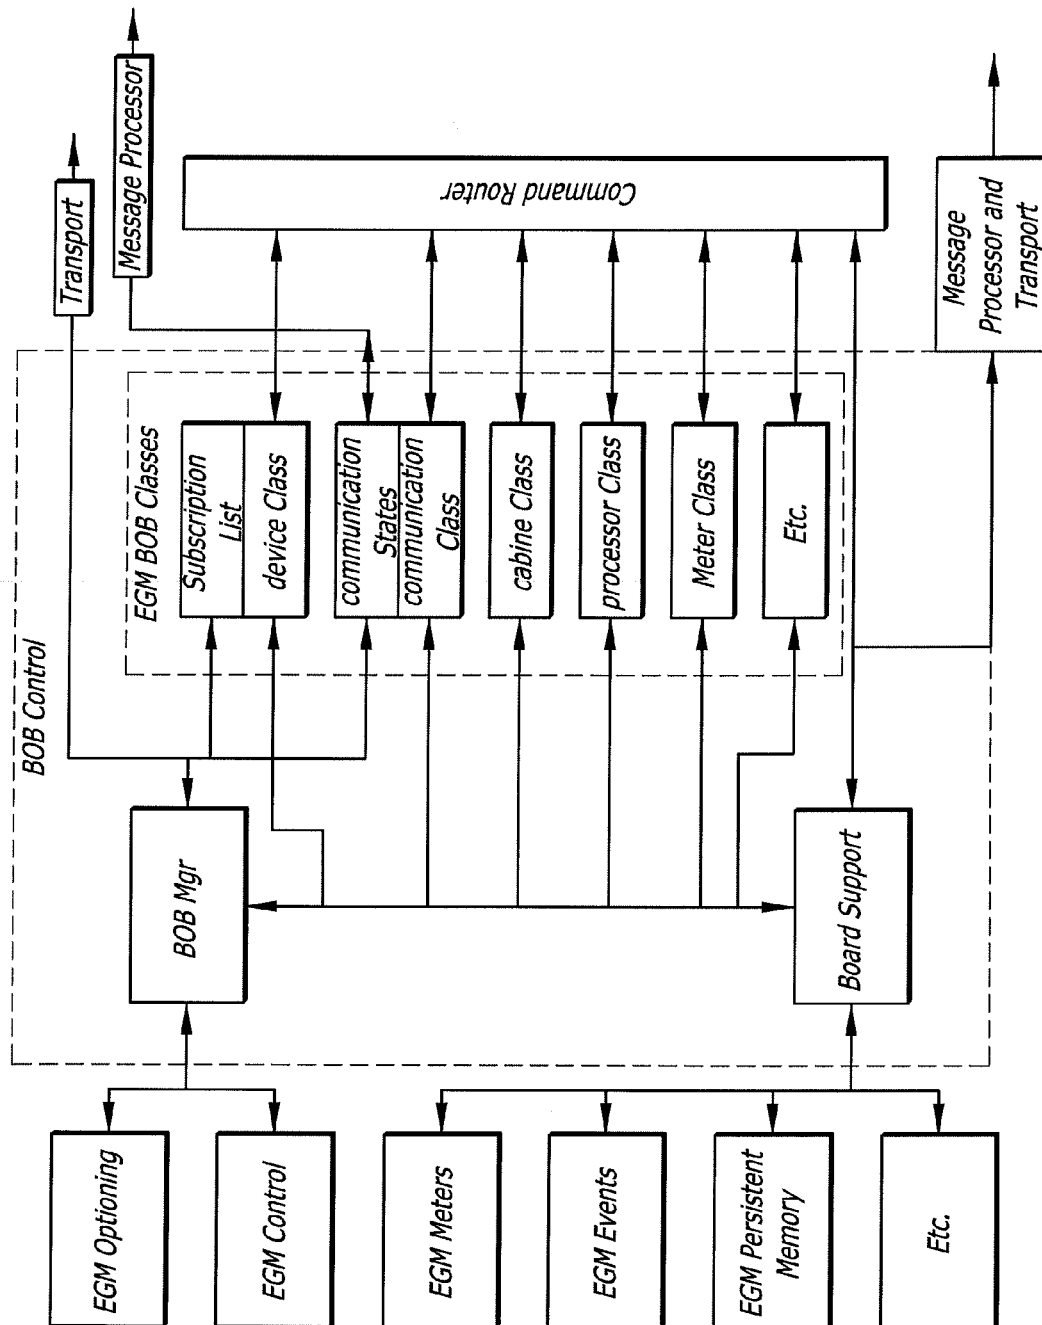 Transport
Message Processor
Command Router
Message
Processor and
Transport
BOB Control
EGM BOB Classes
Subscription
List
device Class
communication
States
communication
Class
cabine Class
processor Class
Meter Class
Etc.
BOB Mgr
Board Support
EGM Optioning
EGM Control
EGM Meters
EGM Events
EGM Persistent
Memory
Etc.